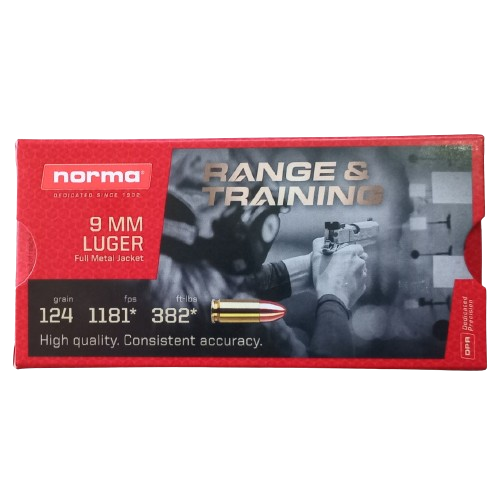 norma®
DEDICATED SINCE 1902
RANGE &
TRAINING
9 MM
LUGER
Full Metal Jacket
grain fps ft-lbs
124 1181* 382*
High quality. Consistent accuracy.
DPA Dedicated
Precision